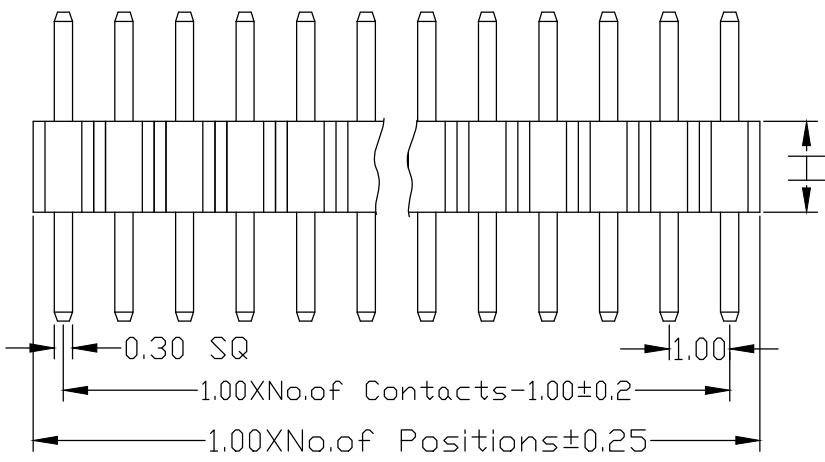 H
0.30 SQ
1.00
1.00XNo.of Contacts-1.00±0.2
1.00XNo.of Positions±0.25